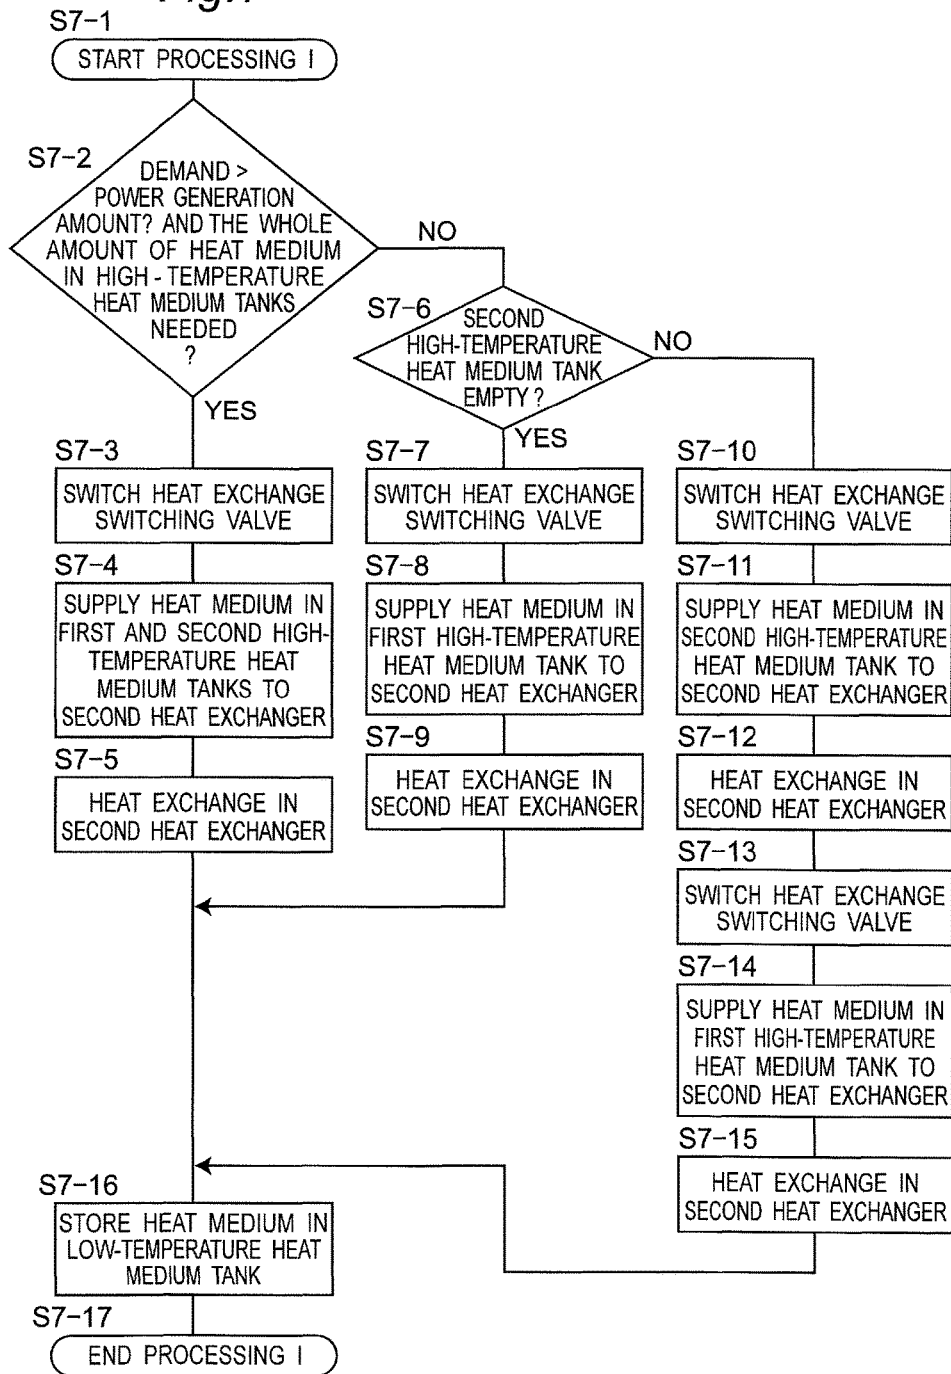 S7-1
START PROCESSING I
S7-2
DEMAND >
POWER GENERATION
AMOUNT? AND THE WHOLE
AMOUNT OF HEAT MEDIUM
IN HIGH-TEMPERATURE
HEAT MEDIUM TANKS
NEEDED
?
NO
YES
S7-3
SWITCH HEAT EXCHANGE
SWITCHING VALVE
S7-4
SUPPLY HEAT MEDIUM IN
FIRST AND SECOND HIGH-
TEMPERATURE HEAT
MEDIUM TANKS TO
SECOND HEAT EXCHANGER
S7-5
HEAT EXCHANGE IN
SECOND HEAT EXCHANGER
S7-6
SECOND
HIGH-TEMPERATURE
HEAT MEDIUM TANK
EMPTY?
NO
YES
S7-7
SWITCH HEAT EXCHANGE
SWITCHING VALVE
S7-8
SUPPLY HEAT MEDIUM IN
FIRST HIGH-TEMPERATURE
HEAT MEDIUM TANK TO
SECOND HEAT EXCHANGER
S7-9
HEAT EXCHANGE IN
SECOND HEAT EXCHANGER
S7-10
SWITCH HEAT EXCHANGE
SWITCHING VALVE
S7-11
SUPPLY HEAT MEDIUM IN
SECOND HIGH-TEMPERATURE
HEAT MEDIUM TANK TO
SECOND HEAT EXCHANGER
S7-12
HEAT EXCHANGE IN
SECOND HEAT EXCHANGER
S7-13
SWITCH HEAT EXCHANGE
SWITCHING VALVE
S7-14
SUPPLY HEAT MEDIUM IN
FIRST HIGH-TEMPERATURE
HEAT MEDIUM TANK TO
SECOND HEAT EXCHANGER
S7-15
HEAT EXCHANGE IN
SECOND HEAT EXCHANGER
S7-16
STORE HEAT MEDIUM IN
LOW-TEMPERATURE HEAT
MEDIUM TANK
S7-17
END PROCESSING I